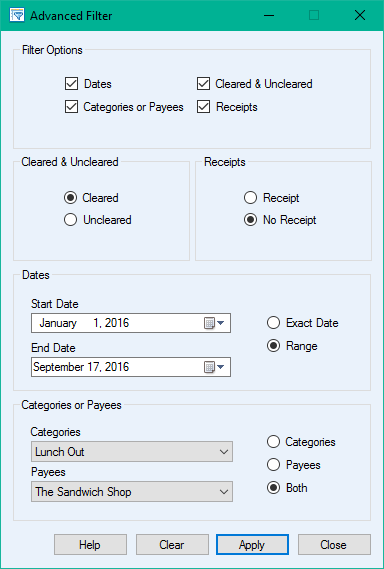 Advanced Filter
Filter Options
Dates
Cleared & Uncleared
Categories or Payees
Receipts
Cleared & Uncleared
Cleared
Uncleared
Receipts
Receipt
No Receipt
Dates
Start Date
January 1, 2016
End Date
September 17, 2016
Exact Date
Range
Categories or Payees
Categories
Lunch Out
Payees
The Sandwich Shop
Categories
Payees
Both
Help
Clear
Apply
Close